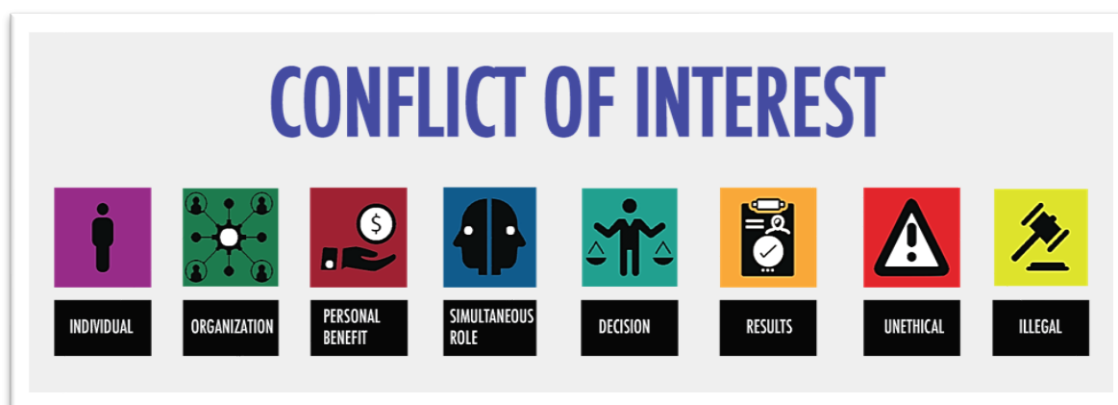 CONFLICT OF INTEREST
$
INDIVIDUAL
ORGANIZATION
PERSONAL
BENEFIT
SIMULTANEOUS
ROLE
DECISION
RESULTS
UNETHICAL
ILLEGAL